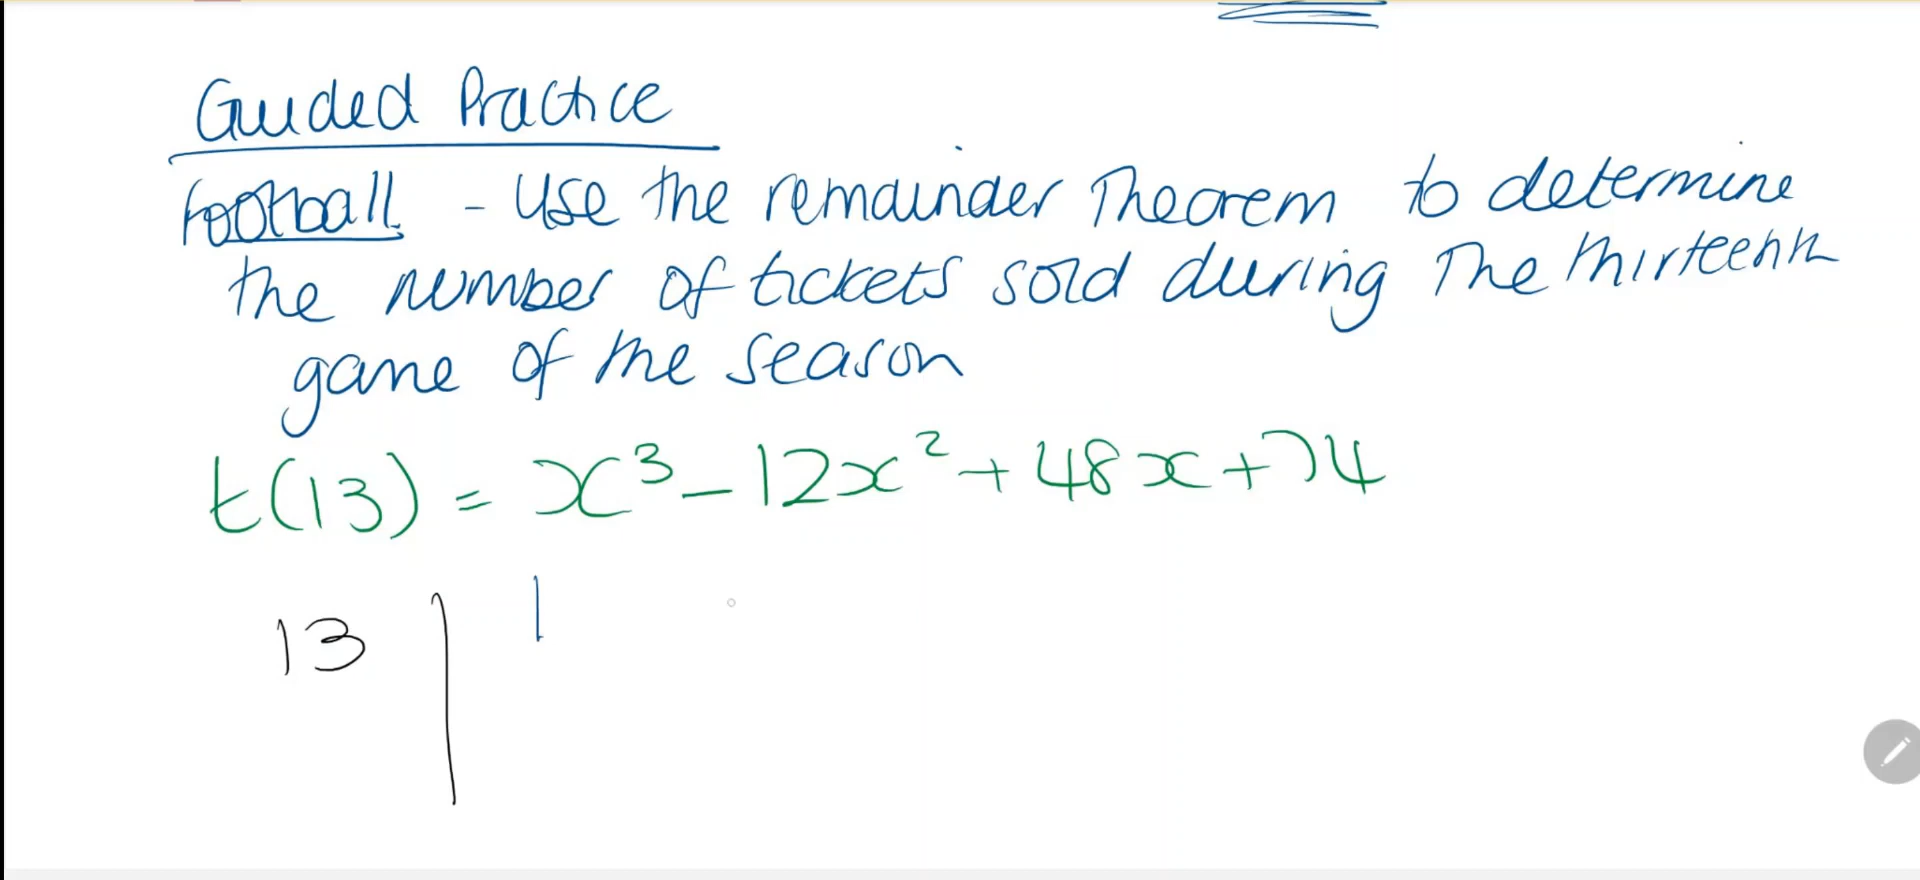 Guided Practice
Football - Use the remainder Theorem to determine
the number of tickets sold during The thirteenth
game of the season
t(13) = x³ - 12x² + 48x + 74
13 | 1